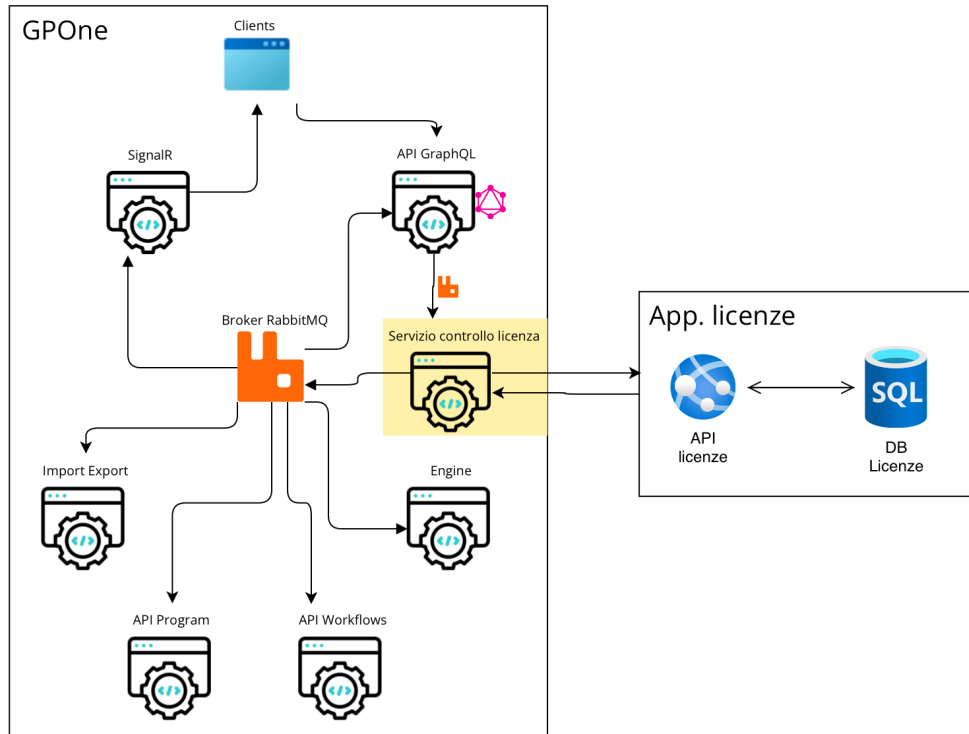 GPOne
Clients
SignalR
API GraphQL
Broker RabbitMQ
Servizio controllo licenza
App. licenze
SQL
API
licenze
DB
Licenze
Import Export
Engine
API Program
API Workflows